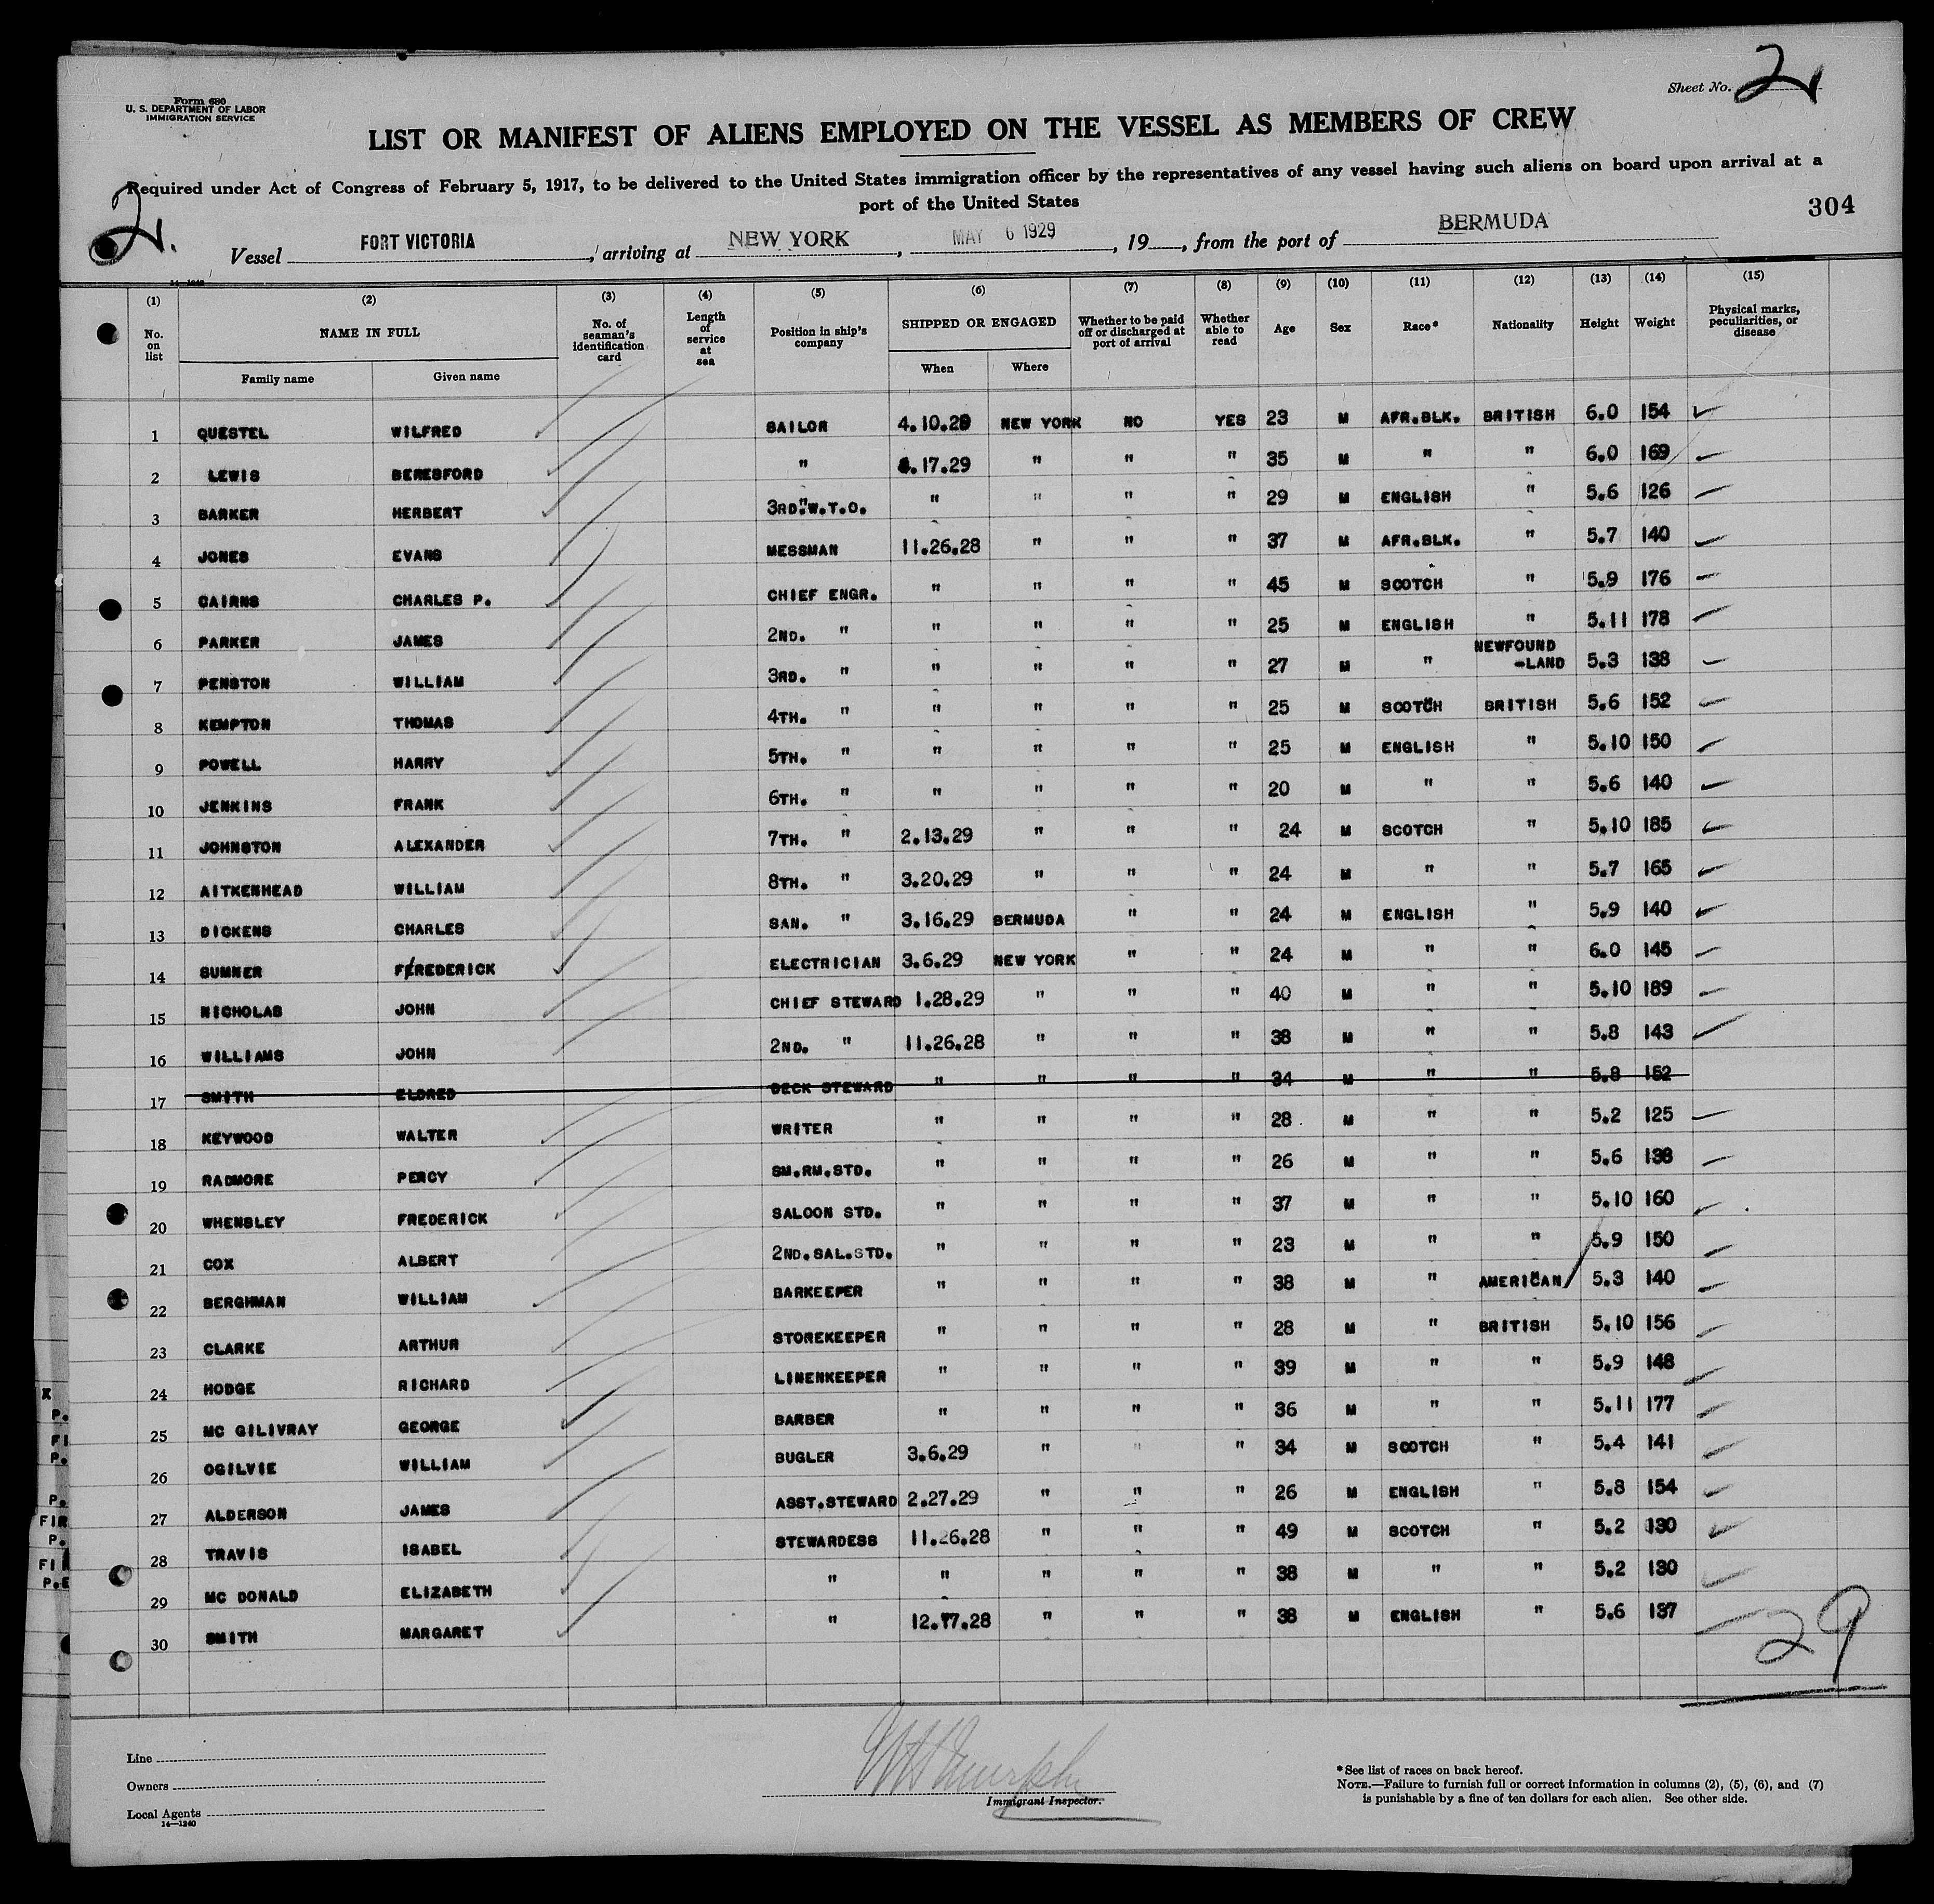 Form 680
U. S. DEPARTMENT OF LABOR
IMMIGRATION SERVICE
Sheet No. 2
LIST OR MANIFEST OF ALIENS EMPLOYED ON THE VESSEL AS MEMBERS OF CREW
Required under Act of Congress of February 5, 1917, to be delivered to the United States immigration officer by the representatives of any vessel having such aliens on board upon arrival at a
port of the United States
304
2.
Vessel FORT VICTORIA, arriving at NEW YORK, MAY 6 1929, 19, from the port of BERMUDA
14—1240
(1) (2) (3) (4) (5) (6) (7) (8) (9) (10) (11) (12) (13) (14) (15)
No. on list NAME IN FULL No. of seaman's identification card Length of service at sea Position in ship's company SHIPPED OR ENGAGED Whether to be paid off or discharged at port of arrival Whether able to read Age Sex Race* Nationality Height Weight Physical marks, peculiarities, or disease
Family name Given name When Where
1 QUESTEL WILFRED SAILOR 4.10.29 NEW YORK NO YES 23 M AFR.BLK. BRITISH 6.0 154
2 LEWIS BERESFORD " 4.17.29 " " " 35 M " " 6.0 169
3 BARKER HERBERT 3RD.W.T.O. " " " " 29 M ENGLISH " 5.6 126
4 JONES EVANS MESSMAN 11.26.28 " " " 37 M AFR.BLK. " 5.7 140
5 CAIRNS CHARLES P. CHIEF ENGR. " " " " 45 M SCOTCH " 5.9 176
6 PARKER JAMES 2ND. " " " " " 25 M ENGLISH " 5.11 178
7 PENSTON WILLIAM 3RD. " " " " " 27 M " NEWFOUND-LAND 5.3 138
8 KEMPTON THOMAS 4TH. " " " " " 25 M SCOTCH BRITISH 5.6 152
9 POWELL HARRY 5TH. " " " " " 25 M ENGLISH " 5.10 150
10 JENKINS FRANK 6TH. " " " " " 20 M " " 5.6 140
11 JOHNSTON ALEXANDER 7TH. " 2.13.29 " " " 24 M SCOTCH " 5.10 185
12 AITKENHEAD WILLIAM 8TH. " 3.20.29 " " " 24 M " " 5.7 165
13 DICKENS CHARLES SAN. " 3.16.29 BERMUDA " " 24 M ENGLISH " 5.9 140
14 SUMNER FREDERICK ELECTRICIAN 3.6.29 NEW YORK " " 24 M " " 6.0 145
15 NICHOLAS JOHN CHIEF STEWARD 1.28.29 " " " 40 M " " 5.10 189
16 WILLIAMS JOHN 2ND. " 11.26.28 " " " 38 M " " 5.8 143
17 SMITH ELDRED DECK STEWARD " " " " 34 M " " 5.8 152
18 KEYWOOD WALTER WRITER " " " " 28 M " " 5.2 125
19 RADMORE PERCY SM.RM.STD. " " " " 26 M " " 5.6 138
20 WHENSLEY FREDERICK SALOON STD. " " " " 37 M " " 5.10 160
21 COX ALBERT 2ND.SAL.STD. " " " " 23 M " " 5.9 150
22 BERGHMAN WILLIAM BARKEEPER " " " " 38 M " AMERICAN 5.3 140
23 CLARKE ARTHUR STOREKEEPER " " " " 28 M " BRITISH 5.10 156
24 HODGE RICHARD LINENKEEPER " " " " 39 M " " 5.9 148
25 MC GILIVRAY GEORGE BARBER " " " " 36 M " " 5.11 177
26 OGILVIE WILLIAM BUGLER 3.6.29 " " " 34 M SCOTCH " 5.4 141
27 ALDERSON JAMES ASST.STEWARD 2.27.29 " " " 26 M ENGLISH " 5.8 154
28 TRAVIS ISABEL STEWARDESS 11.26.28 " " " 49 M SCOTCH " 5.2 130
29 MC DONALD ELIZABETH " " " " " 38 M " " 5.2 130
30 SMITH MARGARET " 12.17.28 " " " 38 M ENGLISH " 5.6 137
29
Line
Owners
Local Agents
14—1240
Immigrant Inspector.
* See list of races on back hereof.
NOTE.—Failure to furnish full or correct information in columns (2), (5), (6), and (7)
is punishable by a fine of ten dollars for each alien. See other side.